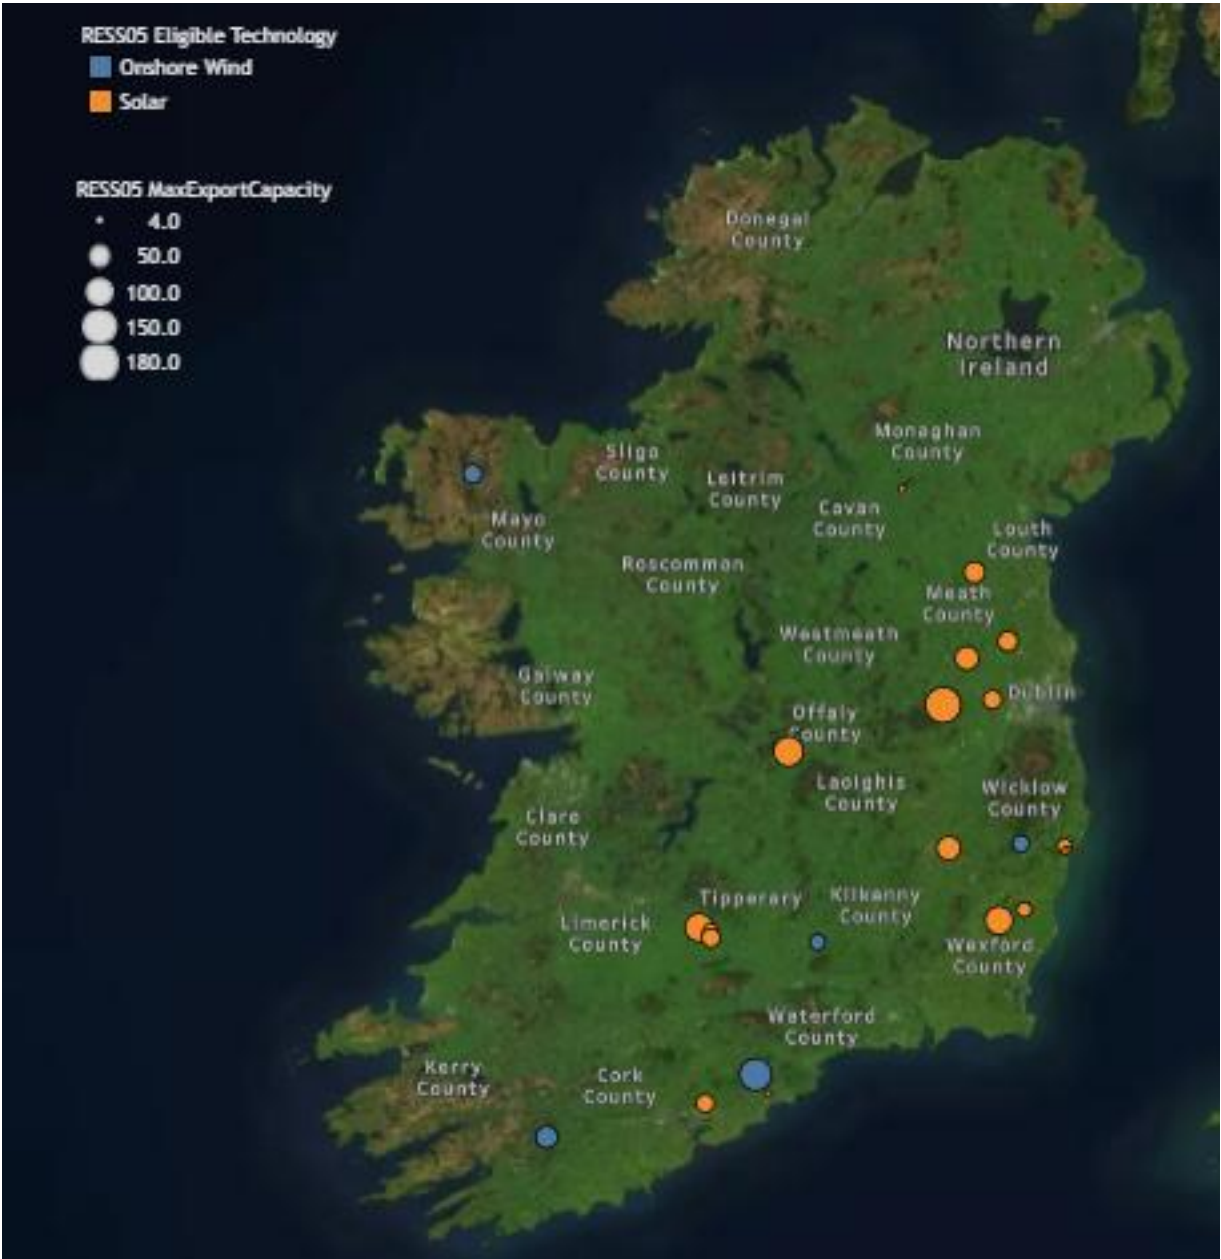 RESS05 Eligible Technology
Onshore Wind
Solar
RESS05 MaxExportCapacity
4.0
50.0
100.0
150.0
180.0
Donegal
County
Northern
Ireland
Monaghan
County
Sligo
County
Leitrim
County
Cavan
County
Mayo
County
Louth
County
Roscommon
County
Meath
County
Westmeath
County
Galway
County
Dublin
Offaly
County
Laoighis
County
Wicklow
County
Clare
County
Tipperary
Kilkenny
County
Limerick
County
Wexford
County
Waterford
County
Kerry
County
Cork
County